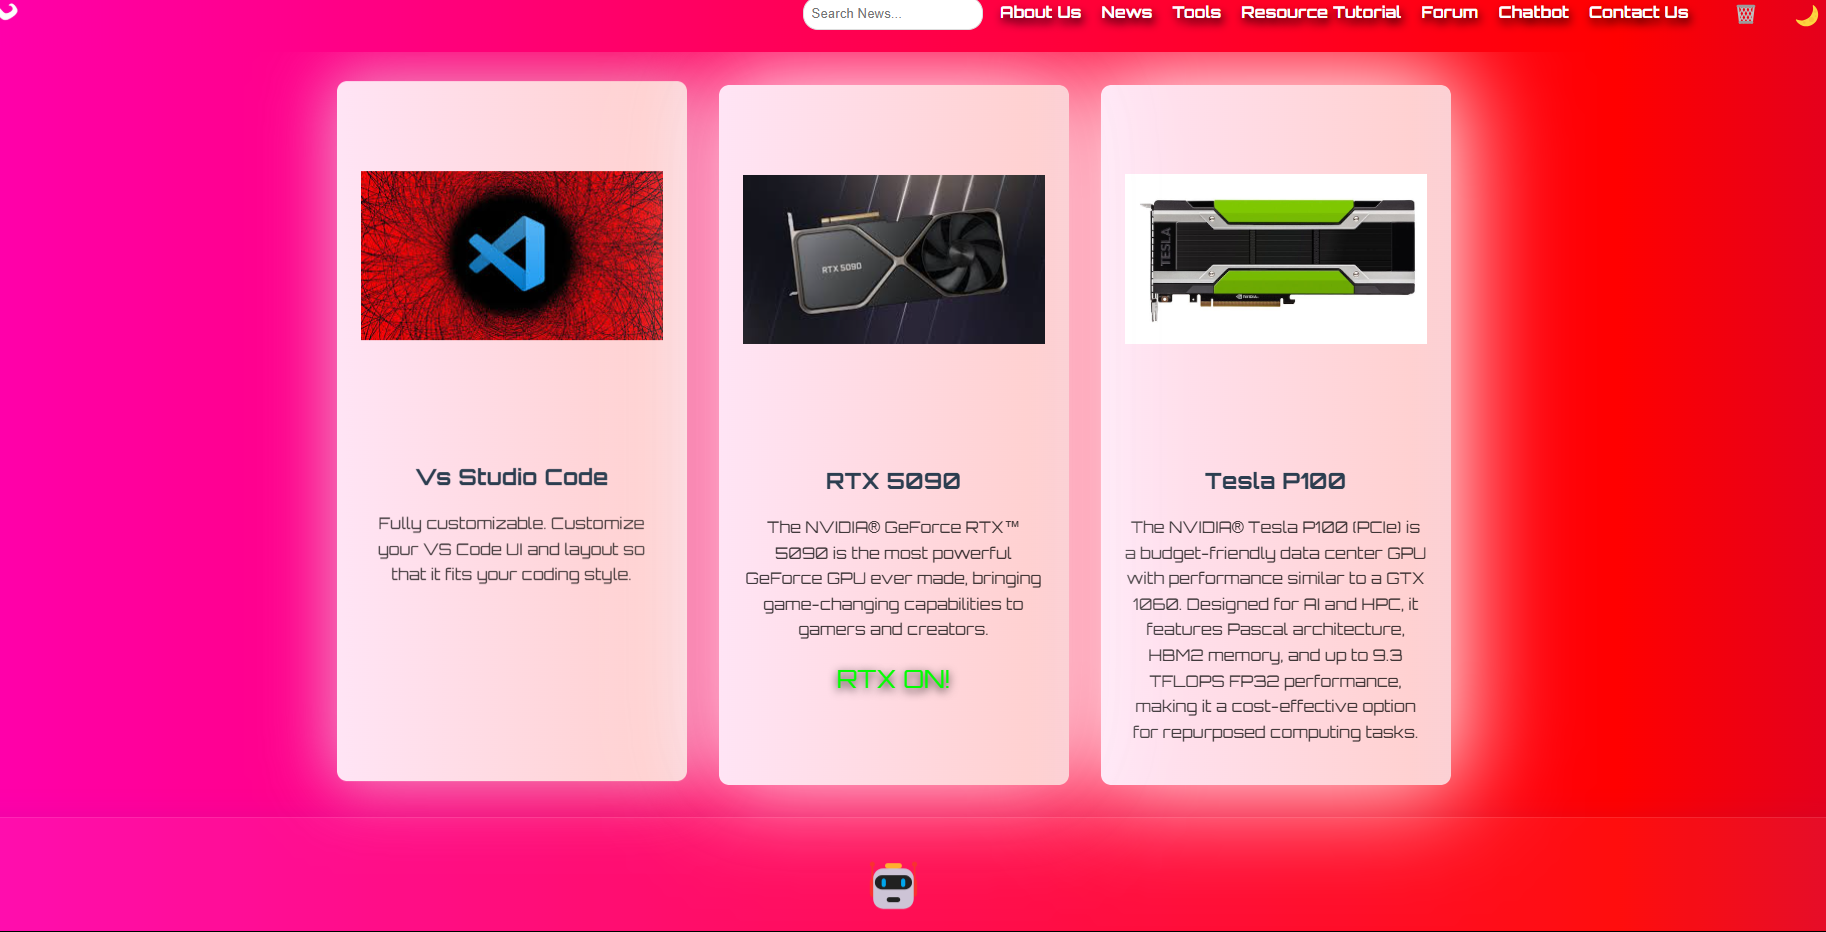 Search News...
About Us
News
Tools
Resource Tutorial
Forum
Chatbot
Contact Us
RTX 5090
TESLA
NVIDIA
Vs Studio Code
Fully customizable. Customize
your VS Code UI and layout so
that it fits your coding style.
RTX 5090
The NVIDIA® GeForce RTX™
5090 is the most powerful
GeForce GPU ever made, bringing
game-changing capabilities to
gamers and creators.
RTX ON!
Tesla P100
The NVIDIA® Tesla P100 (PCIe) is
a budget-friendly data center GPU
with performance similar to a GTX
1060. Designed for AI and HPC, it
features Pascal architecture,
HBM2 memory, and up to 9.3
TFLOPS FP32 performance,
making it a cost-effective option
for repurposed computing tasks.